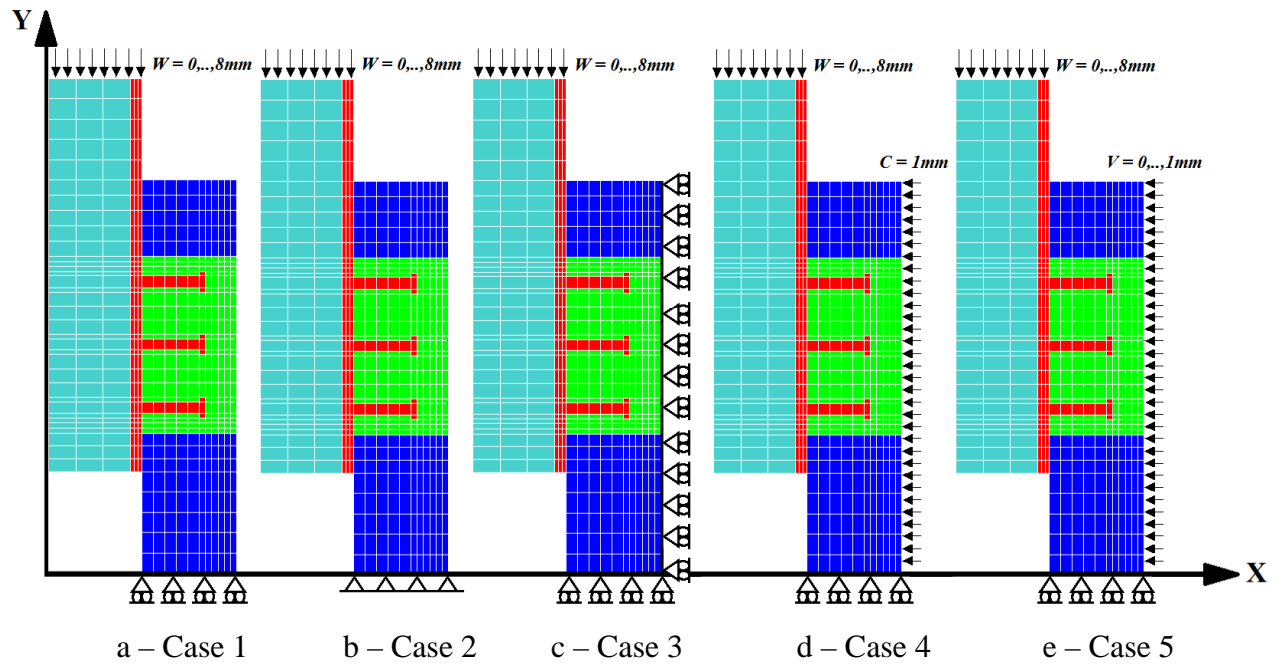 Y
W = 0,..,8mm W = 0,..,8mm W = 0,..,8mm W = 0,..,8mm W = 0,..,8mm
C = 1mm V = 0,..,1mm
X
a – Case 1 b – Case 2 c – Case 3 d – Case 4 e – Case 5